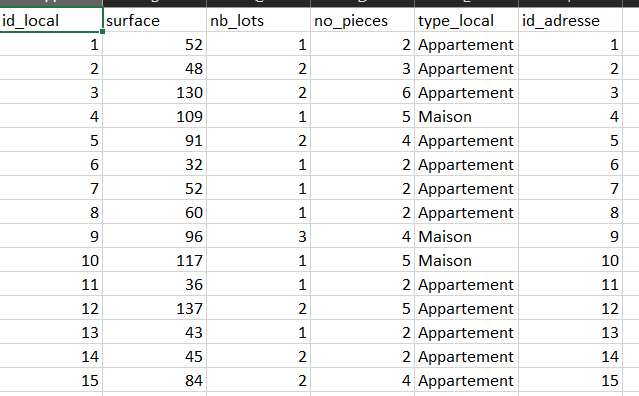 id_local surface nb_lots no_pieces type_local id_adresse
1 52 1 2 Appartement 1
2 48 2 3 Appartement 2
3 130 2 6 Appartement 3
4 109 1 5 Maison 4
5 91 2 4 Appartement 5
6 32 1 2 Appartement 6
7 52 1 2 Appartement 7
8 60 1 2 Appartement 8
9 96 3 4 Maison 9
10 117 1 5 Maison 10
11 36 1 2 Appartement 11
12 137 2 5 Appartement 12
13 43 1 2 Appartement 13
14 45 2 2 Appartement 14
15 84 2 4 Appartement 15